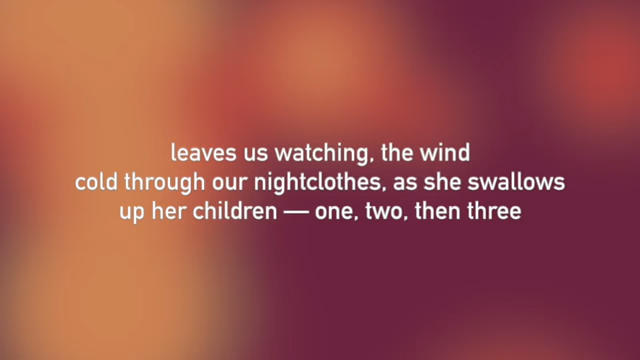 leaves us watching, the wind
cold through our nightclothes, as she swallows
up her children — one, two, then three